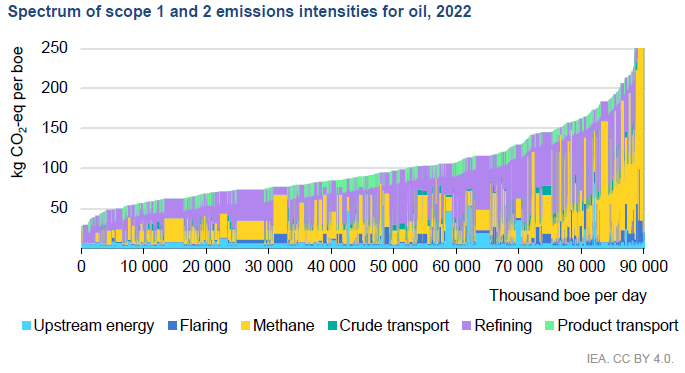 Spectrum of scope 1 and 2 emissions intensities for oil, 2022
kg CO₂-eq per boe
250
200
150
100
50
0 10 000 20 000 30 000 40 000 50 000 60 000 70 000 80 000 90 000
Thousand boe per day
Upstream energy Flaring Methane Crude transport Refining Product transport
IEA. CC BY 4.0.